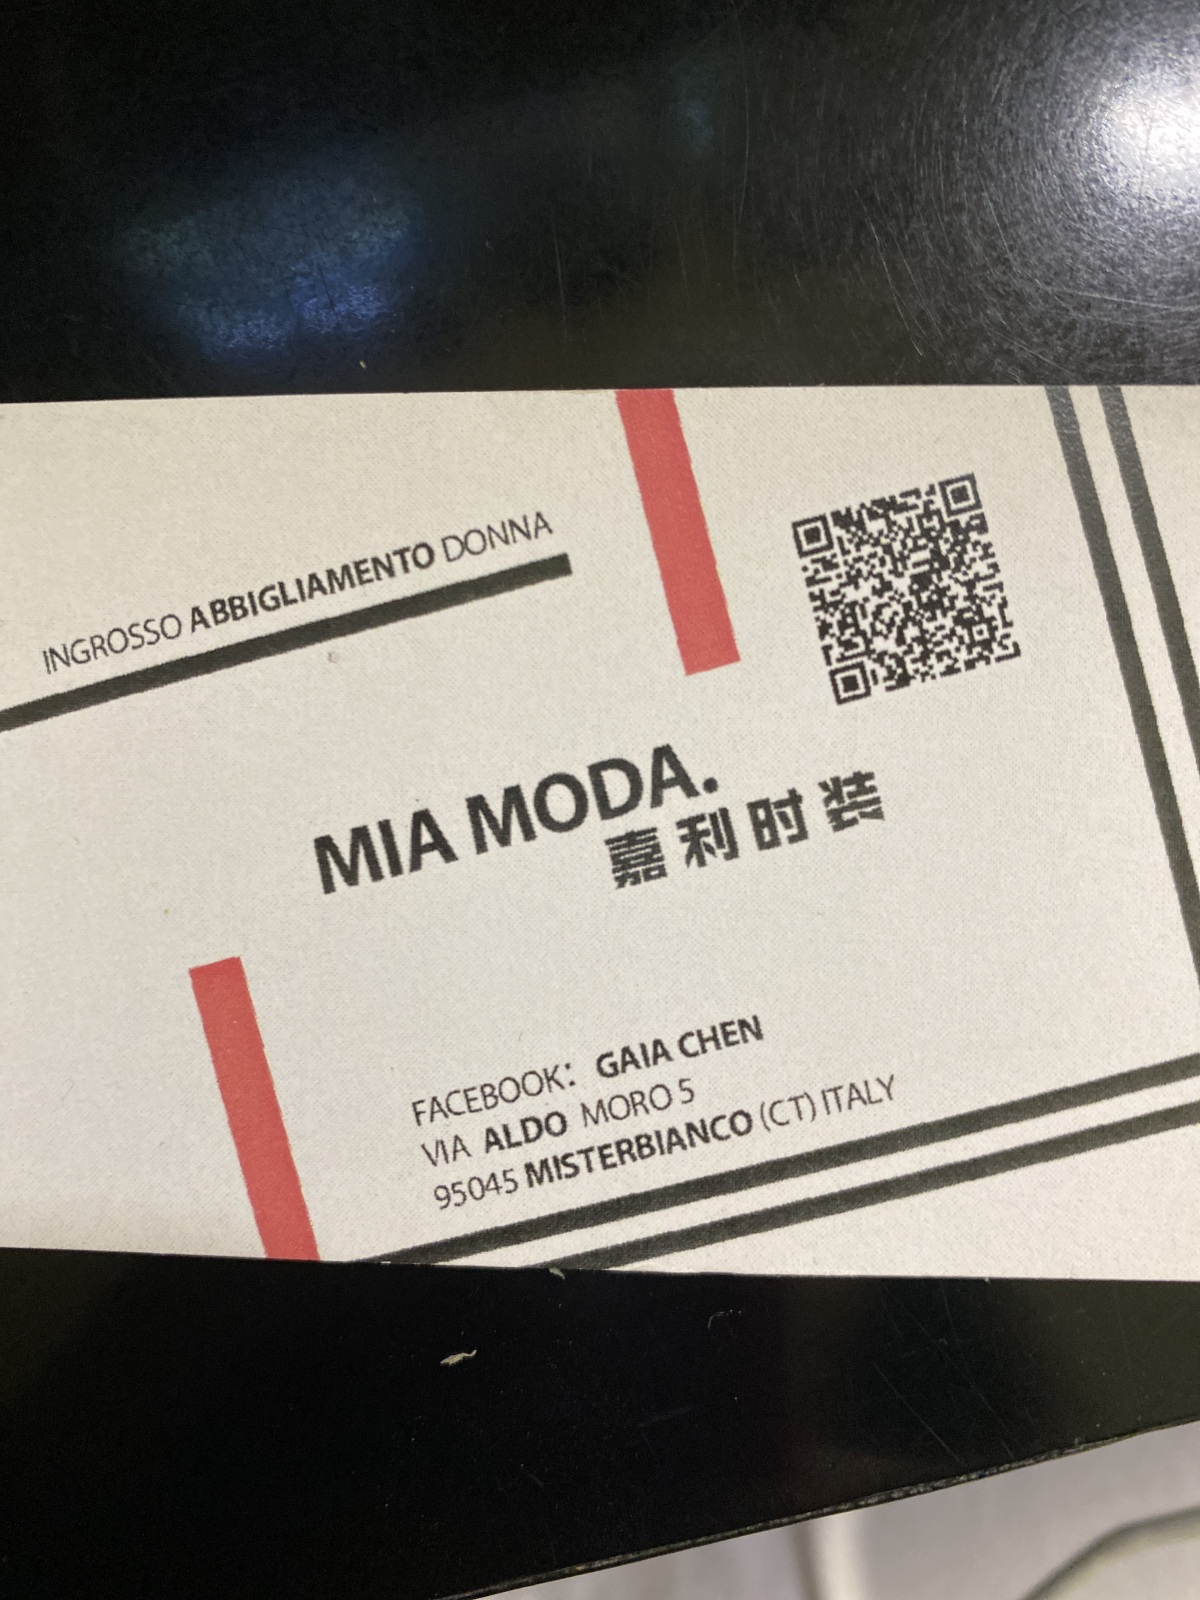 INGROSSO ABBIGLIAMENTO DONNA
MIA MODA.
嘉利时装
FACEBOOK: GAIA CHEN
VIA ALDO MORO 5
95045 MISTERBIANCO (CT) ITALY